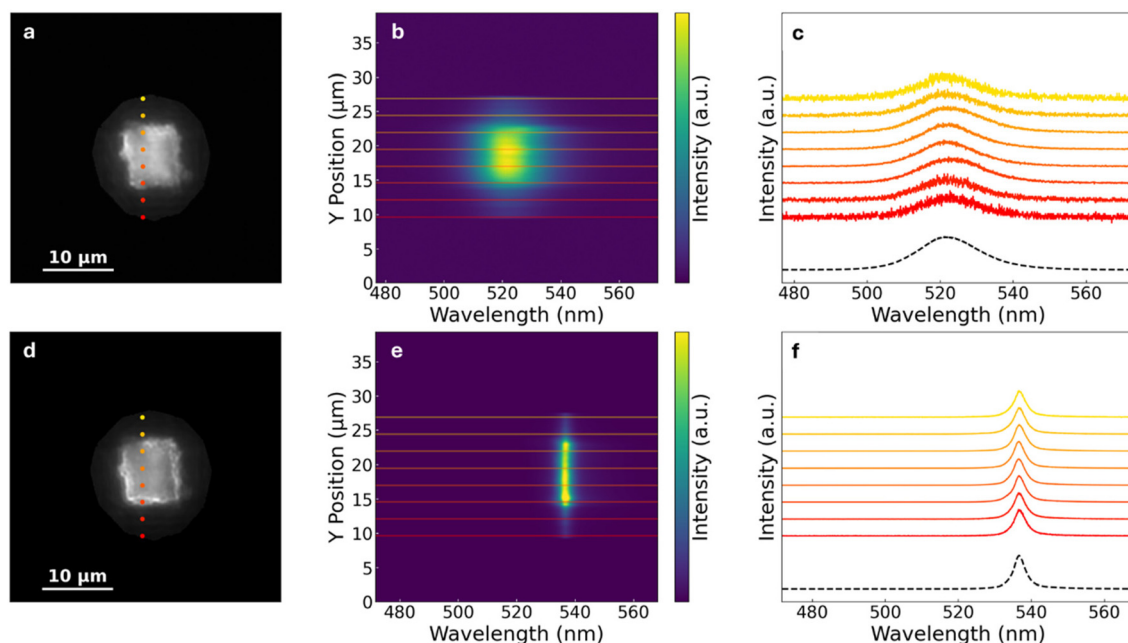 a
10 µm
b
Y Position (µm)
35
30
25
20
15
10
5
0
480 500 520 540 560
Wavelength (nm)
Intensity (a.u.)
c
Intensity (a.u.)
480 500 520 540 560
Wavelength (nm)
d
10 µm
e
Y Position (µm)
35
30
25
20
15
10
5
0
480 500 520 540 560
Wavelength (nm)
Intensity (a.u.)
f
Intensity (a.u.)
480 500 520 540 560
Wavelength (nm)